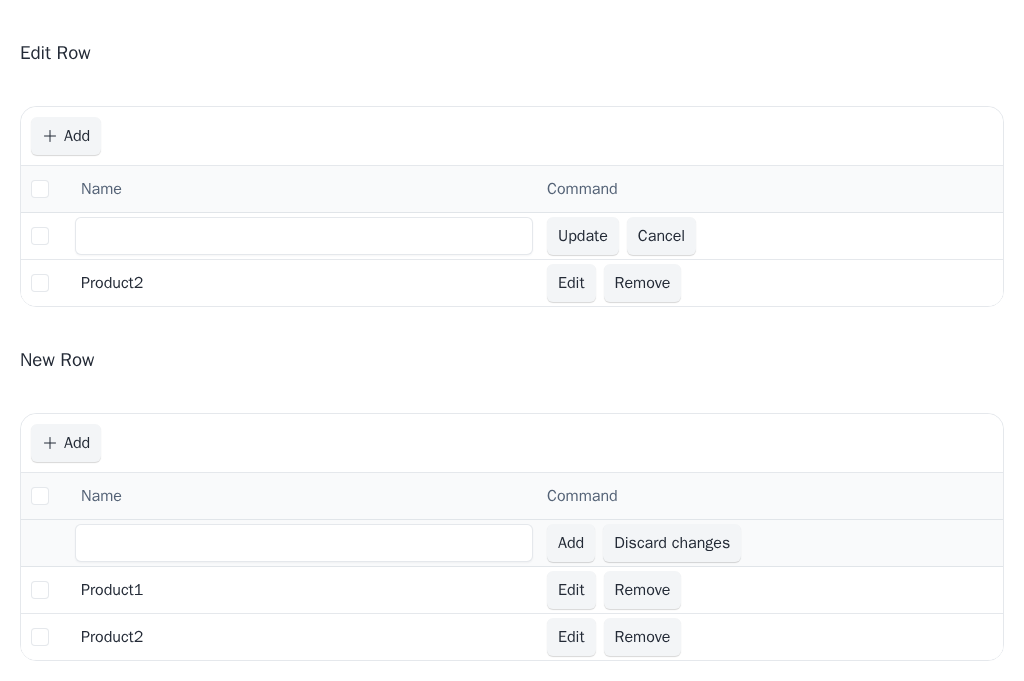 Edit Row
Add
Name Command
Update Cancel
Product2 Edit Remove
New Row
Add
Name Command
Add Discard changes
Product1 Edit Remove
Product2 Edit Remove